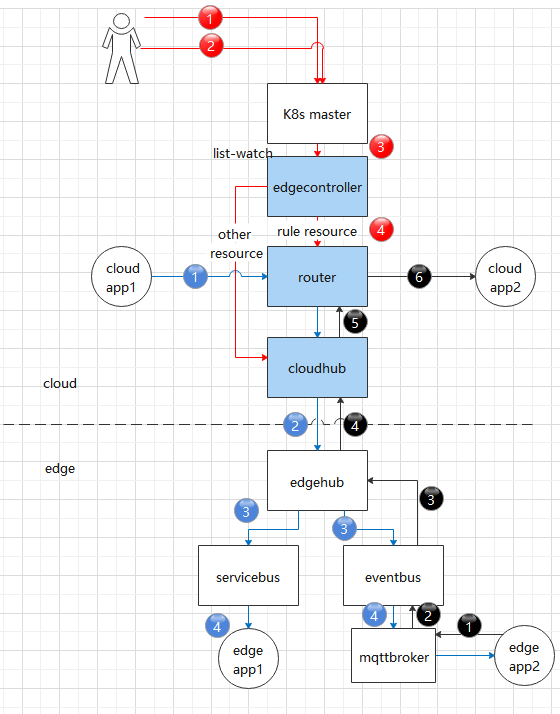 1
2
K8s master
3
list-watch
edgecontroller
rule resource
4
other
resource
cloud
app1
1
router
6
cloud
app2
5
cloudhub
cloud
2
4
edge
edgehub
3
3
3
servicebus
eventbus
4
4
2
1
edge
app1
mqttbroker
edge
app2